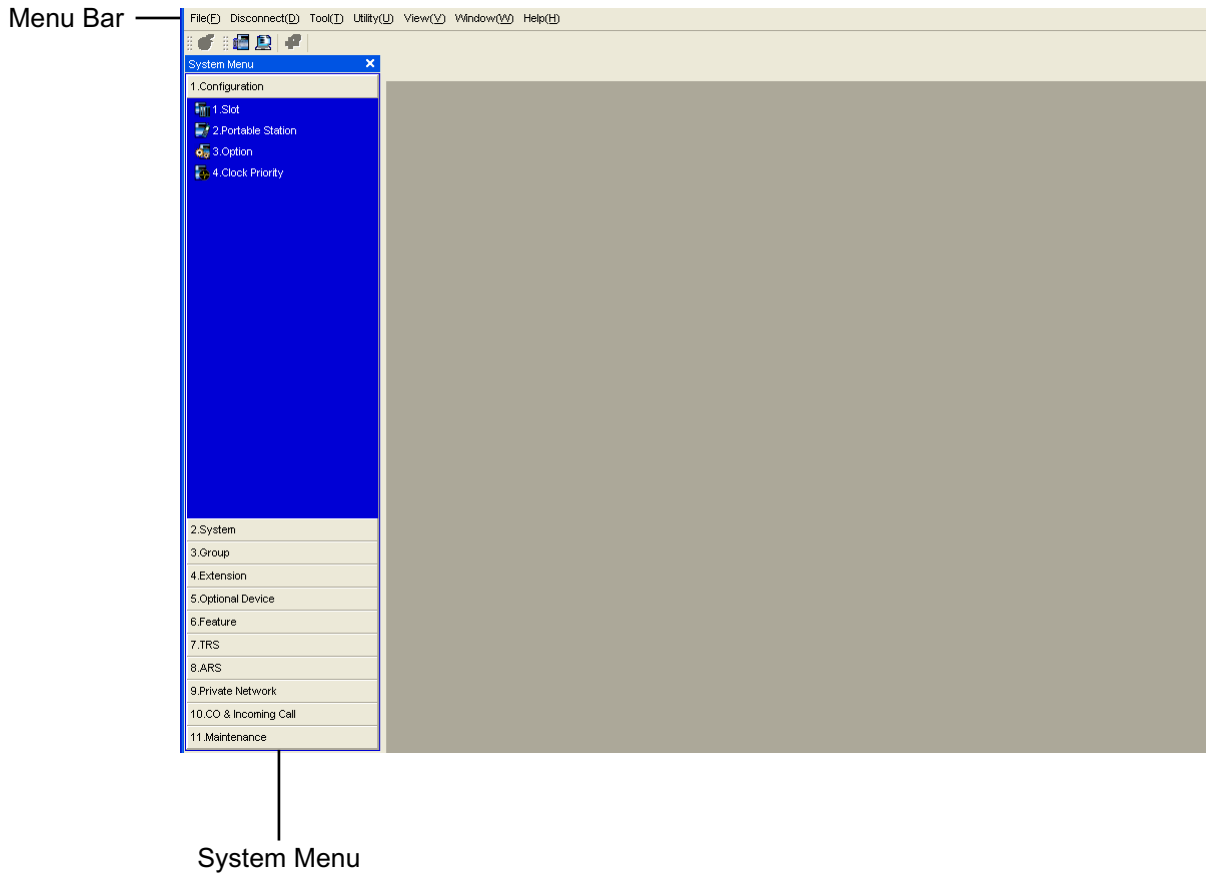 Menu Bar
File(F) Disconnect(D) Tool(T) Utility(U) View(V) Window(W) Help(H)
System Menu
1.Configuration
1.Slot
2.Portable Station
3.Option
4.Clock Priority
2.System
3.Group
4.Extension
5.Optional Device
6.Feature
7.TRS
8.ARS
9.Private Network
10.CO & Incoming Call
11.Maintenance
System Menu